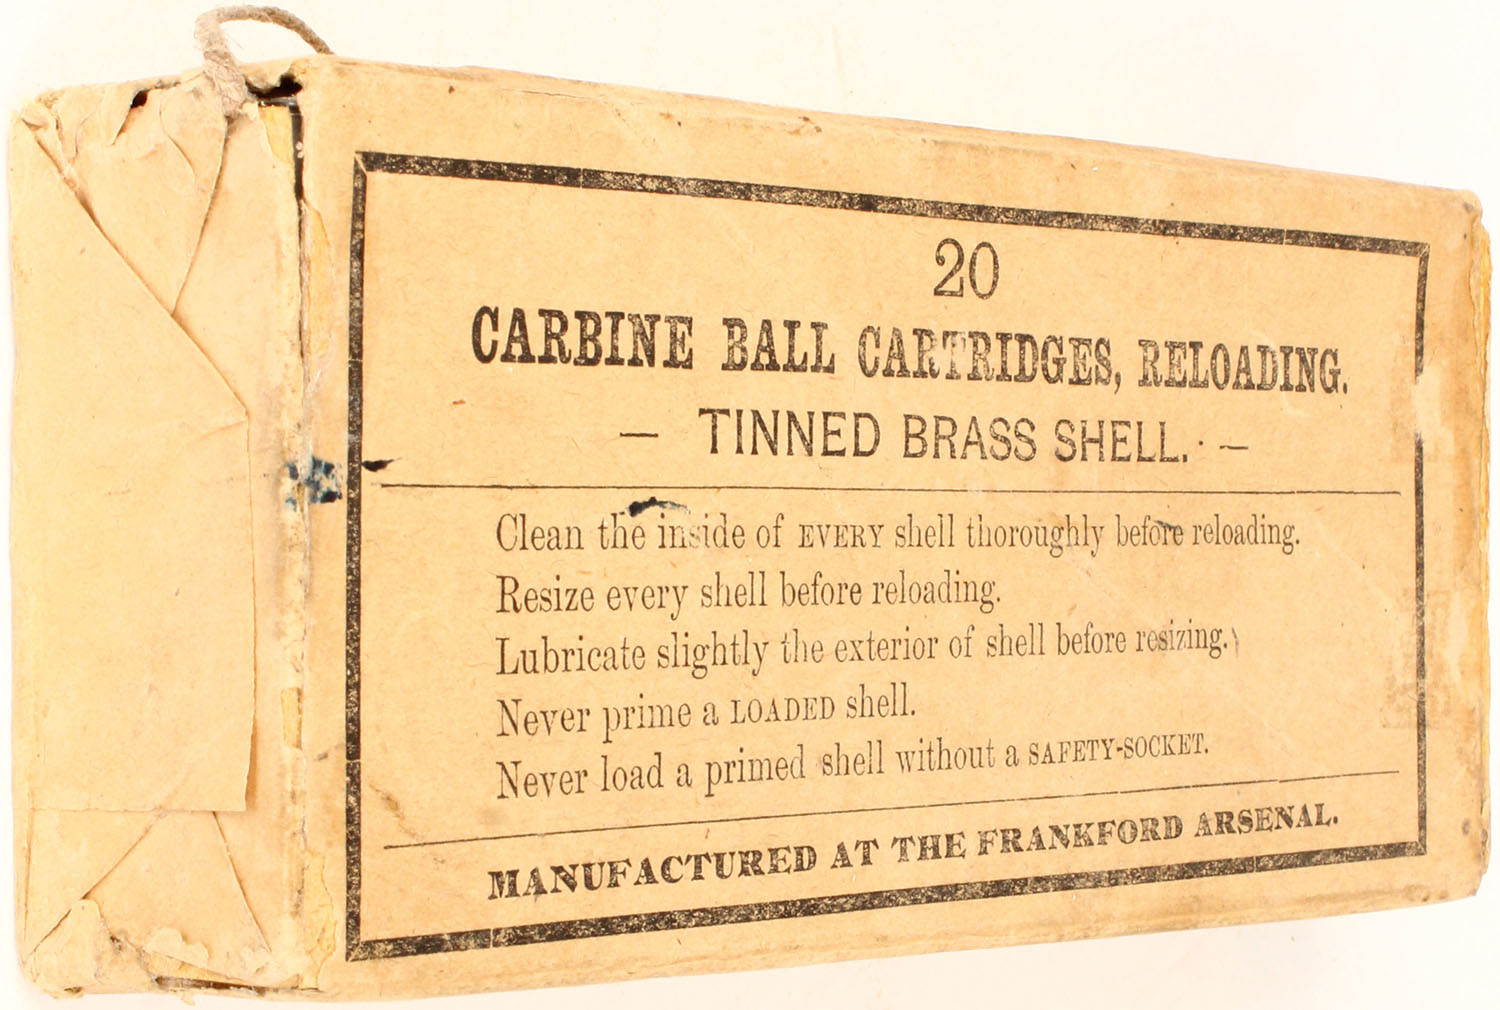 20
CARBINE BALL CARTRIDGES, RELOADING.
— TINNED BRASS SHELL. —
Clean the inside of EVERY shell thoroughly before reloading.
Resize every shell before reloading.
Lubricate slightly the exterior of shell before resizing.
Never prime a LOADED shell.
Never load a primed shell without a SAFETY-SOCKET.
MANUFACTURED AT THE FRANKFORD ARSENAL.